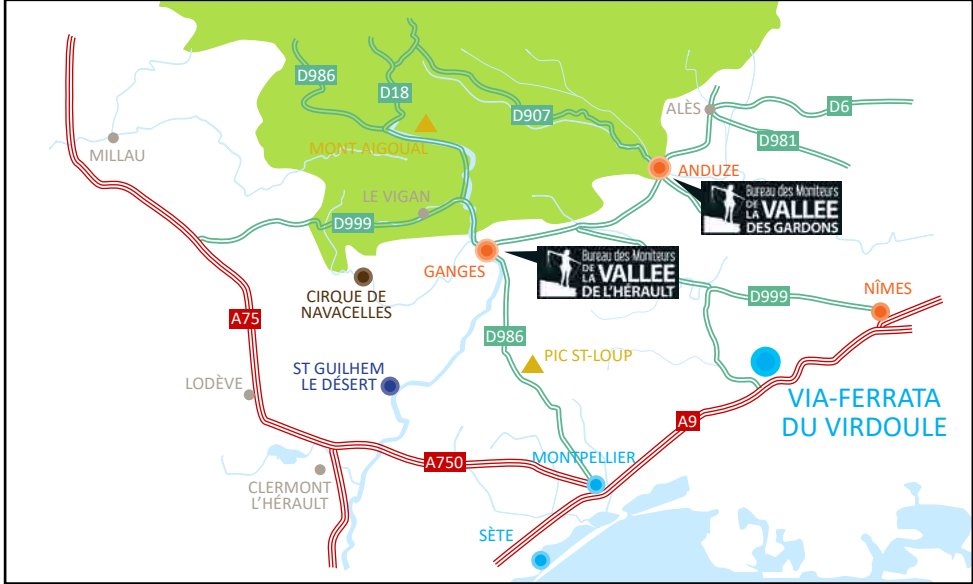 D986
D18
D907
ALÈS
D6
D981
MILLAU
MONT-AIGOUAL
ANDUZE
LE VIGAN
Bureau des Moniteurs
DE LA VALLEE
DES GARDONS
D999
GANGES
Bureau des Moniteurs
DE LA VALLEE
DE L'HÉRAULT
CIRQUE DE
NAVACELLES
D999
NÎMES
A75
D986
PIC ST-LOUP
ST GUILHEM
LE DÉSERT
LODÈVE
VIA-FERRATA
DU VIRDOULE
A9
A750
MONTPELLIER
CLERMONT
L'HÉRAULT
SÈTE